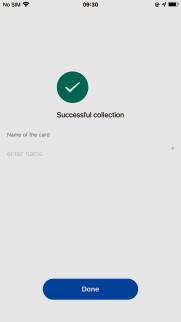 No SIM
09:30
Successful collection
Name of the card
enter name
*
Done